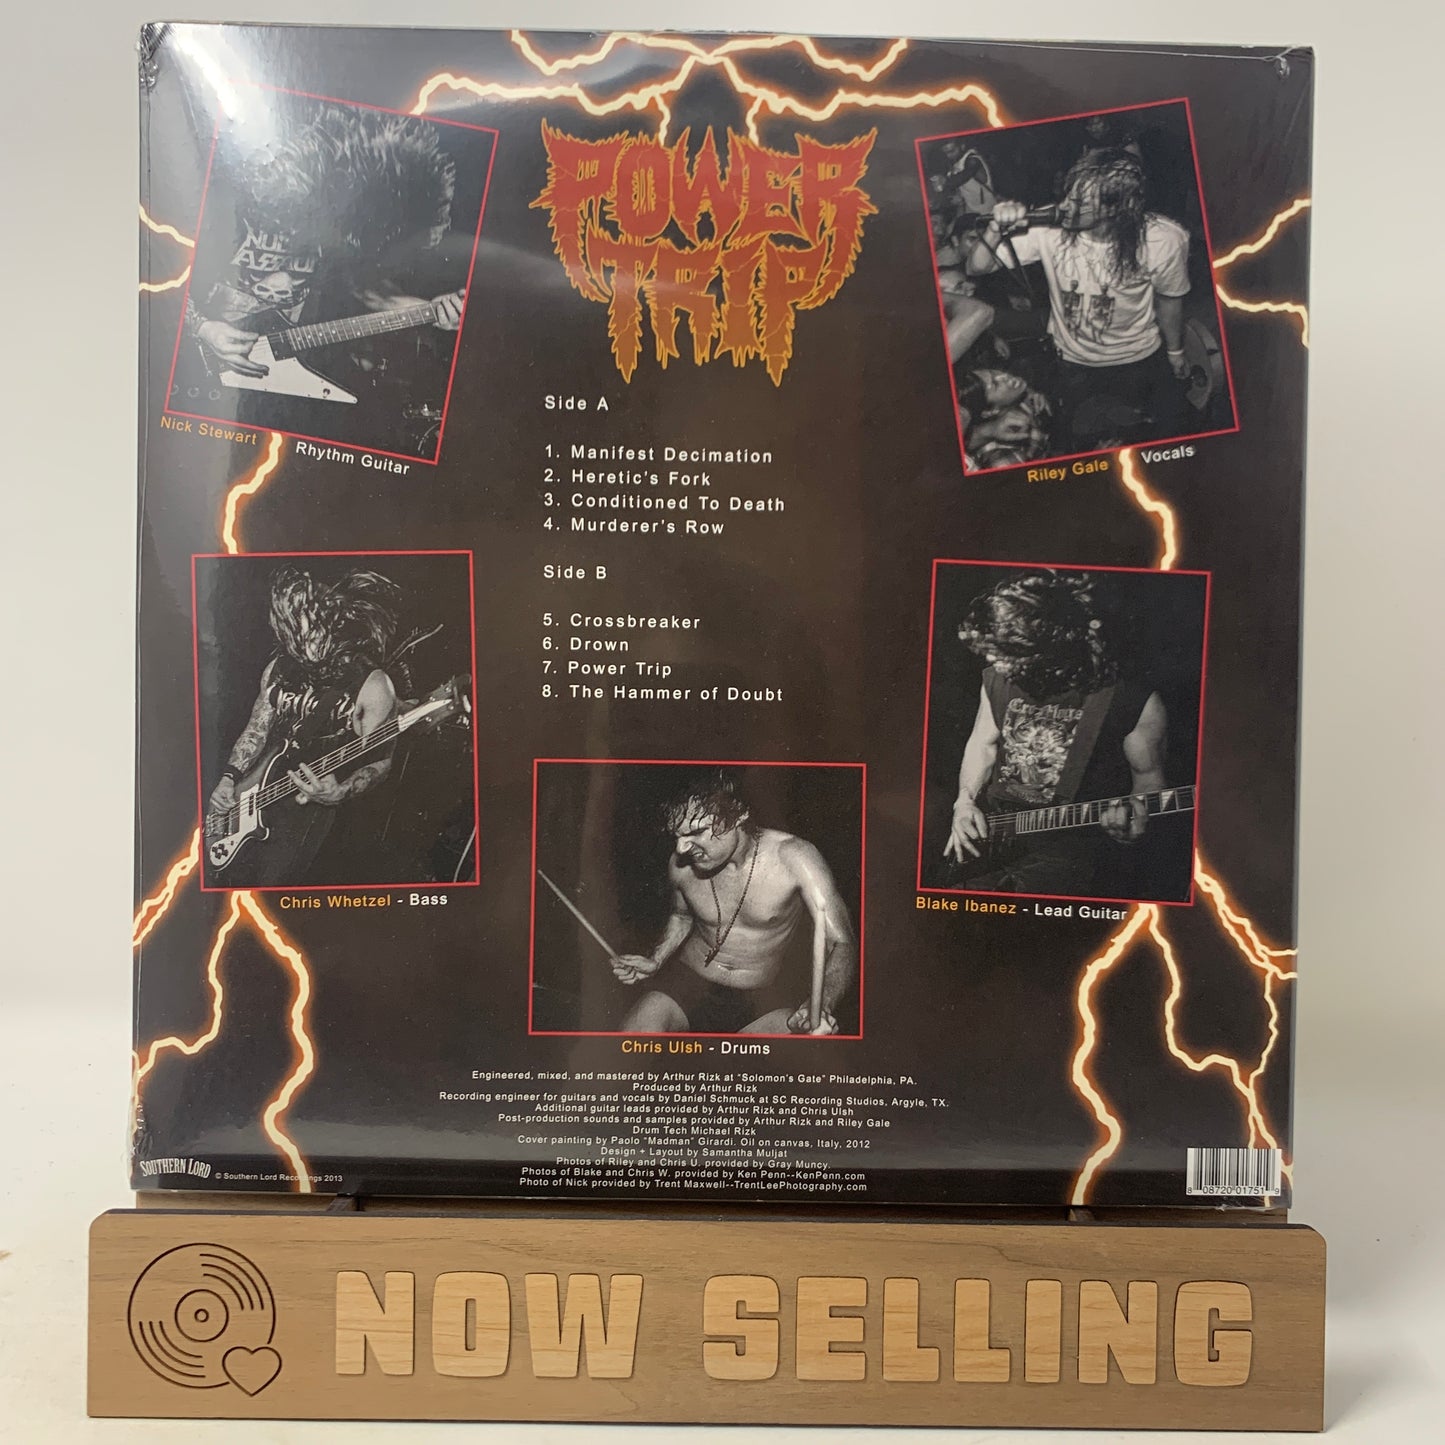 POWER
TRIP
NUCLEAR
ASSAULT
Nick Stewart Rhythm Guitar
Riley Gale Vocals
Side A
1. Manifest Decimation
2. Heretic's Fork
3. Conditioned To Death
4. Murderer's Row
Side B
5. Crossbreaker
6. Drown
7. Power Trip
8. The Hammer of Doubt
Chris Whetzel - Bass
Blake Ibanez - Lead Guitar
Chris Ulsh - Drums
Engineered, mixed, and mastered by Arthur Rizk at "Solomon's Gate" Philadelphia, PA.
Produced by Arthur Rizk
Recording engineer for guitars and vocals by Daniel Schmuck at SC Recording Studios, Argyle, TX.
Additional guitar leads provided by Arthur Rizk and Chris Ulsh
Post-production sounds and samples provided by Arthur Rizk and Riley Gale
Drum Tech Michael Rizk
Cover painting by Paolo "Madman" Girardi. Oil on canvas, Italy, 2012
Design + Layout by Samantha Muljat
Photos of Riley and Chris U. provided by Gray Muncy.
Photos of Blake and Chris W. provided by Ken Penn--KenPenn.com
Photo of Nick provided by Trent Maxwell--TrentLeePhotography.com
SOUTHERN LORD
© Southern Lord Recordings 2013
8 08720 01751 9
NOW SELLING